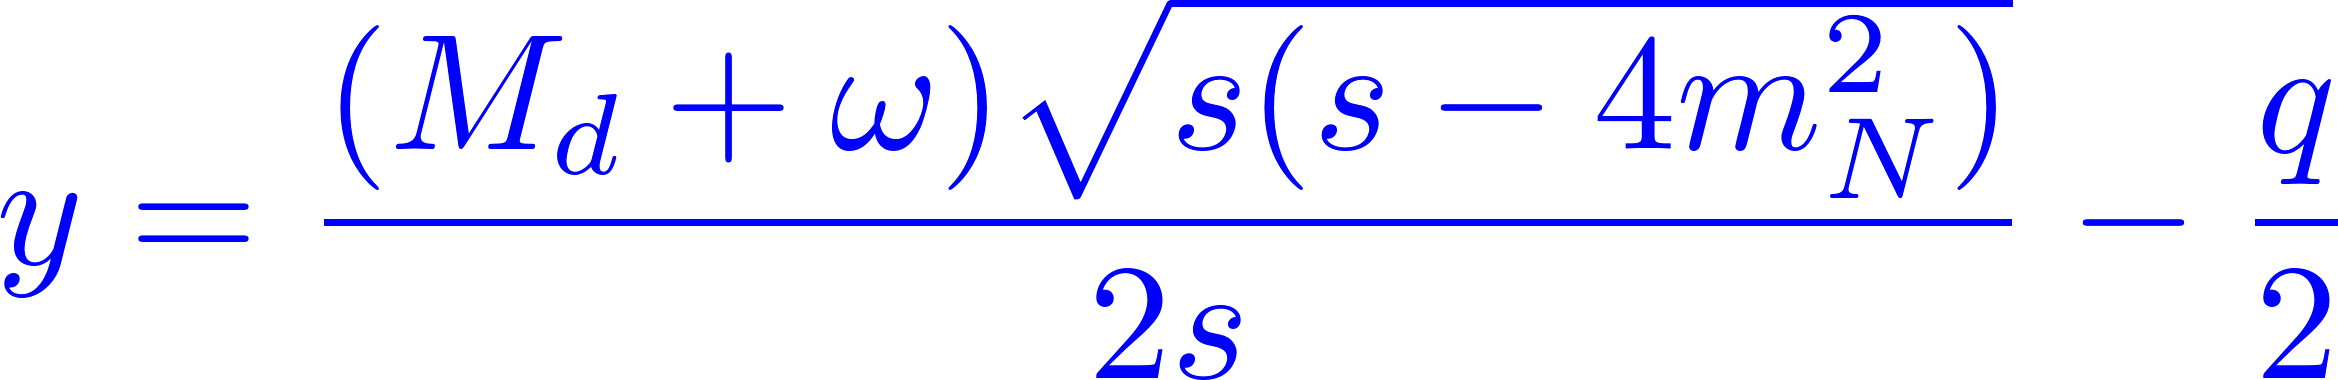 y = \frac{(M_d + \omega)\sqrt{s(s - 4m_N^2)}}{2s} - \frac{q}{2}